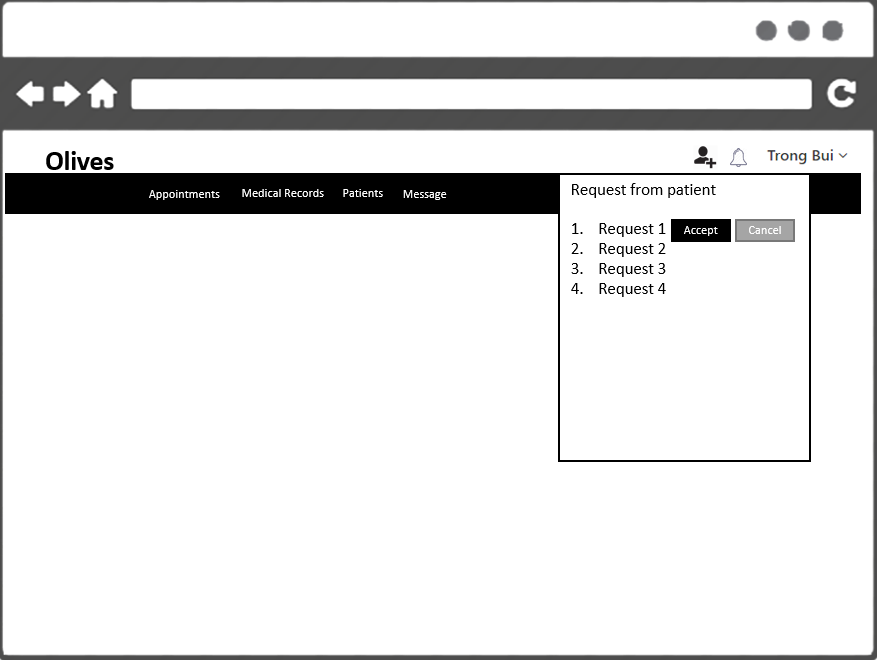 Olives
Trong Bui
Appointments Medical Records Patients Message
Request from patient
1. Request 1 Accept Cancel
2. Request 2
3. Request 3
4. Request 4